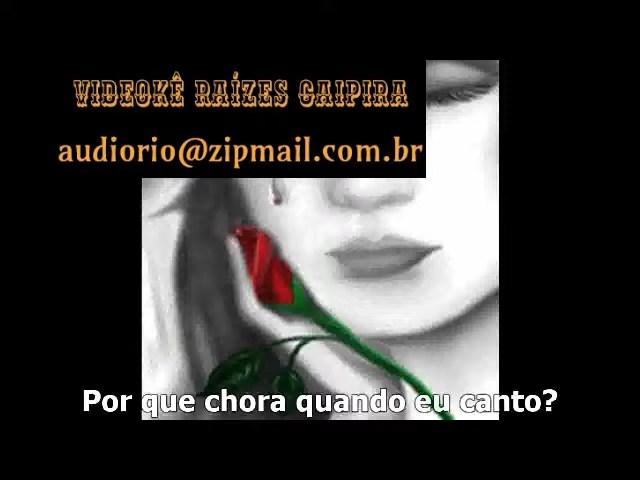 VIDEOKÊ RAÍZES CAIPIRA
audiorio@zipmail.com.br
Por que chora quando eu canto?